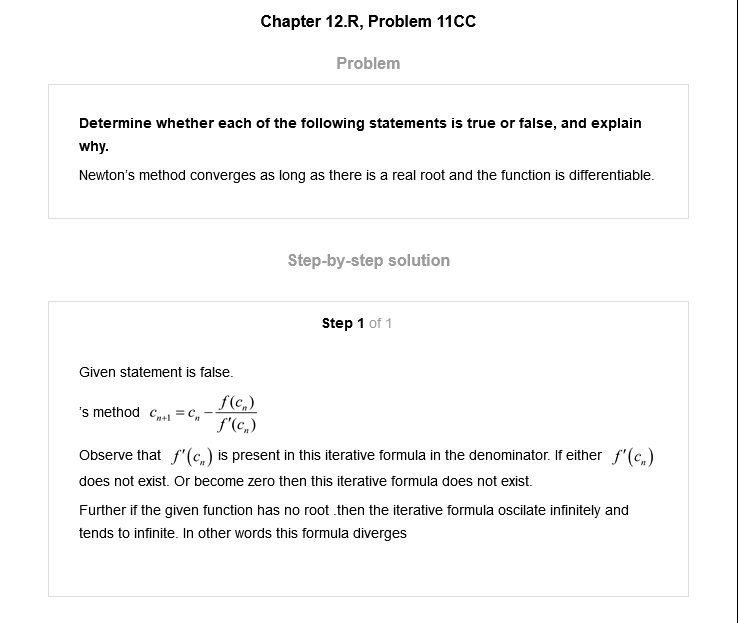 Chapter 12.R, Problem 11CC
Problem
Determine whether each of the following statements is true or false, and explain
why.
Newton's method converges as long as there is a real root and the function is differentiable.
Step-by-step solution
Step 1 of 1
Given statement is false.
's method c_{n+1} = c_n - \frac{f(c_n)}{f'(c_n)}
Observe that f'(c_n) is present in this iterative formula in the denominator. If either f'(c_n)
does not exist. Or become zero then this iterative formula does not exist.
Further if the given function has no root .then the iterative formula oscilate infinitely and
tends to infinite. In other words this formula diverges